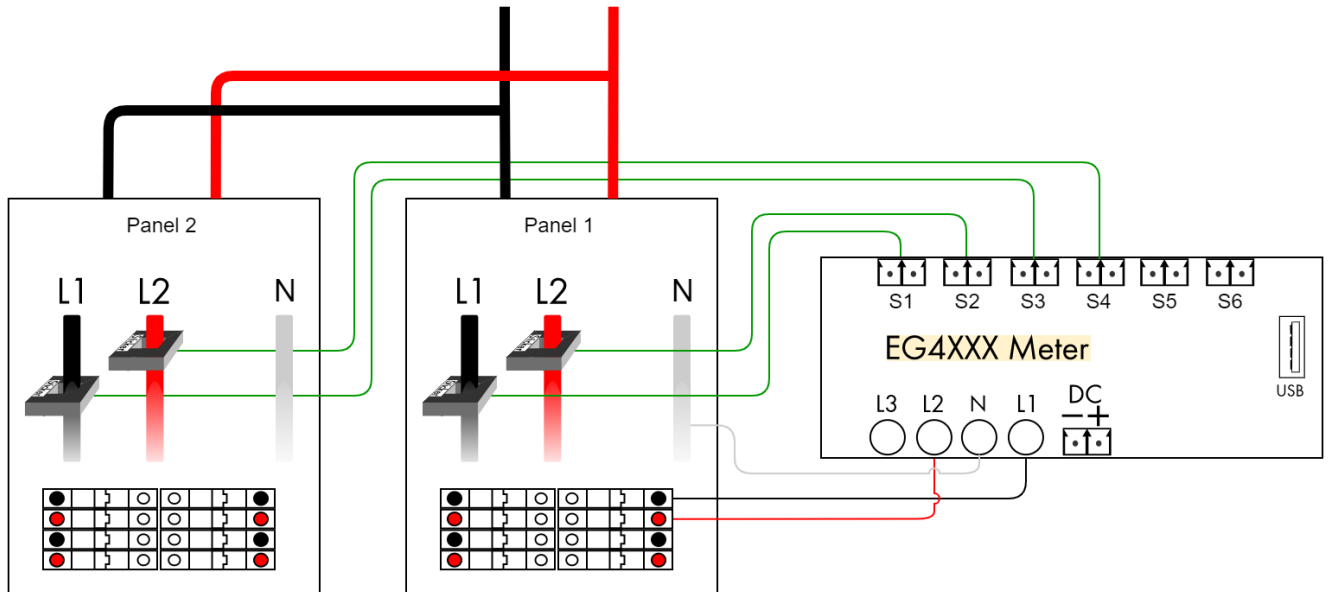 Panel 2
L1 L2 N
Panel 1
L1 L2 N
S1 S2 S3 S4 S5 S6
EG4XXX Meter
USB
L3 L2 N L1 DC
− +